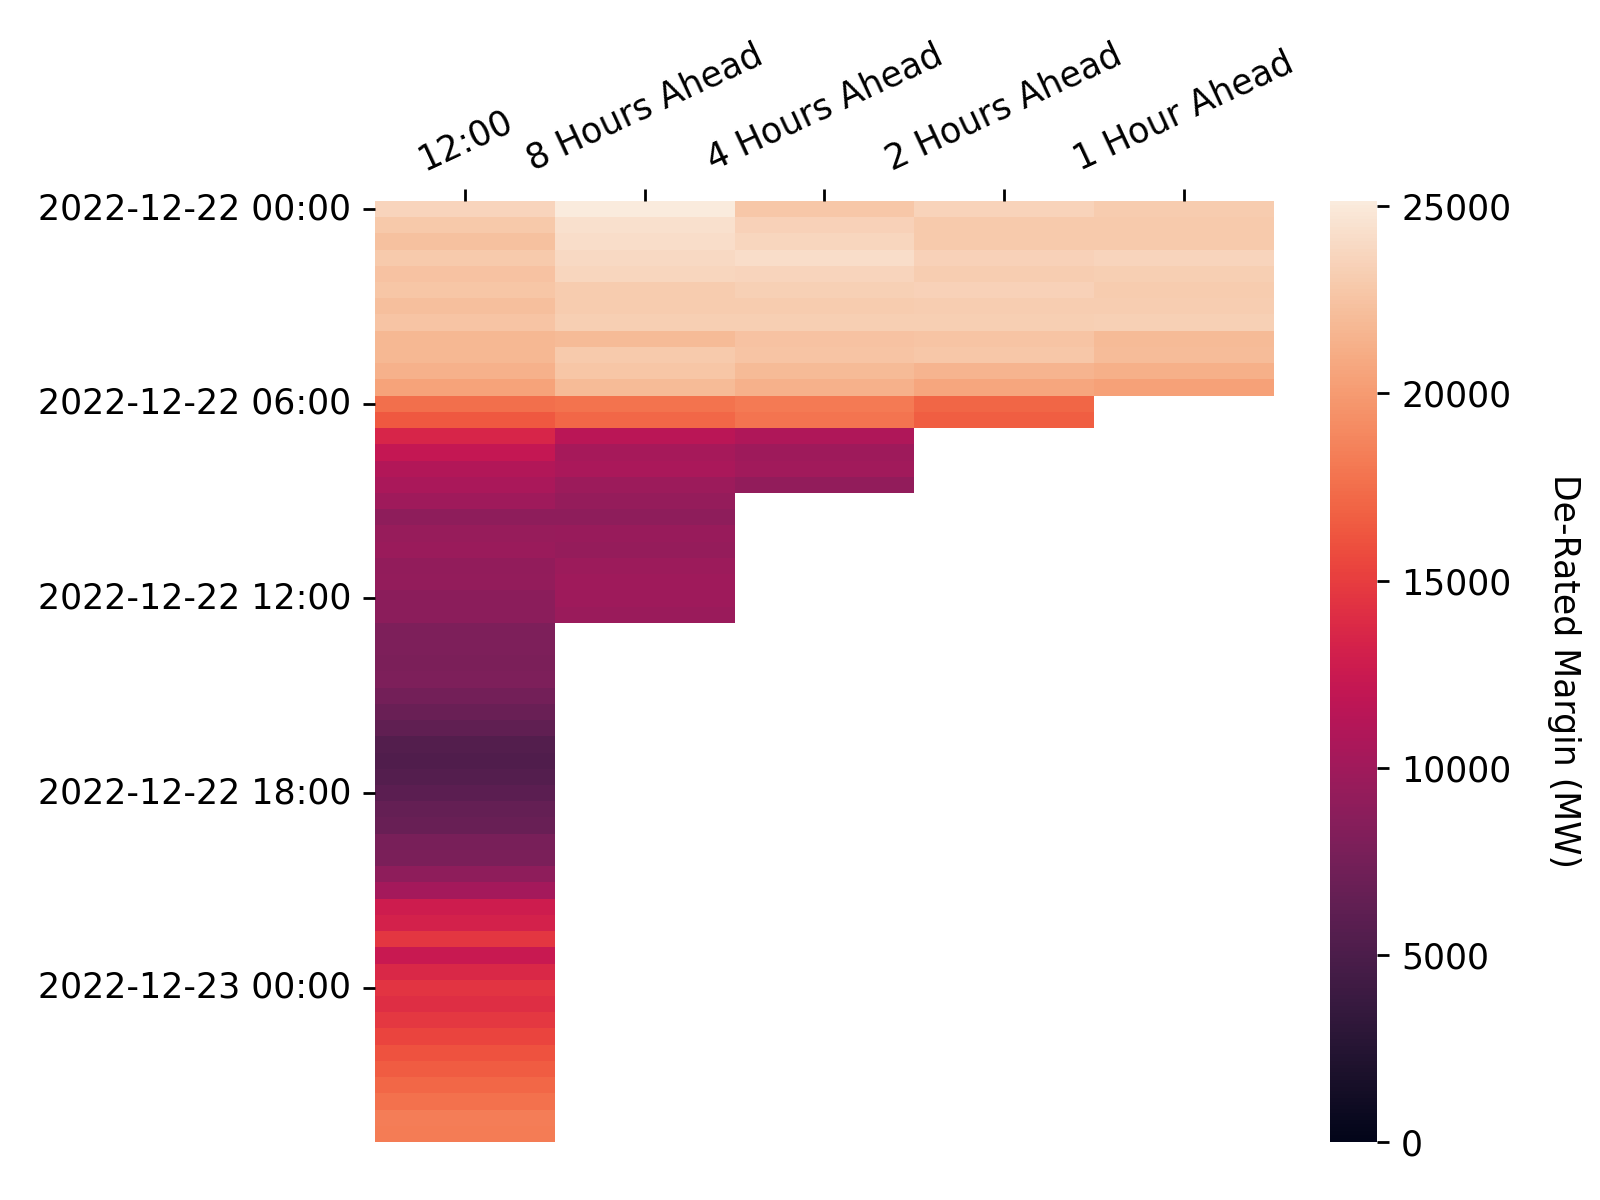 12:00
8 Hours Ahead
4 Hours Ahead
2 Hours Ahead
1 Hour Ahead
2022-12-22 00:00
2022-12-22 06:00
2022-12-22 12:00
2022-12-22 18:00
2022-12-23 00:00
25000
20000
15000
10000
5000
0
De-Rated Margin (MW)